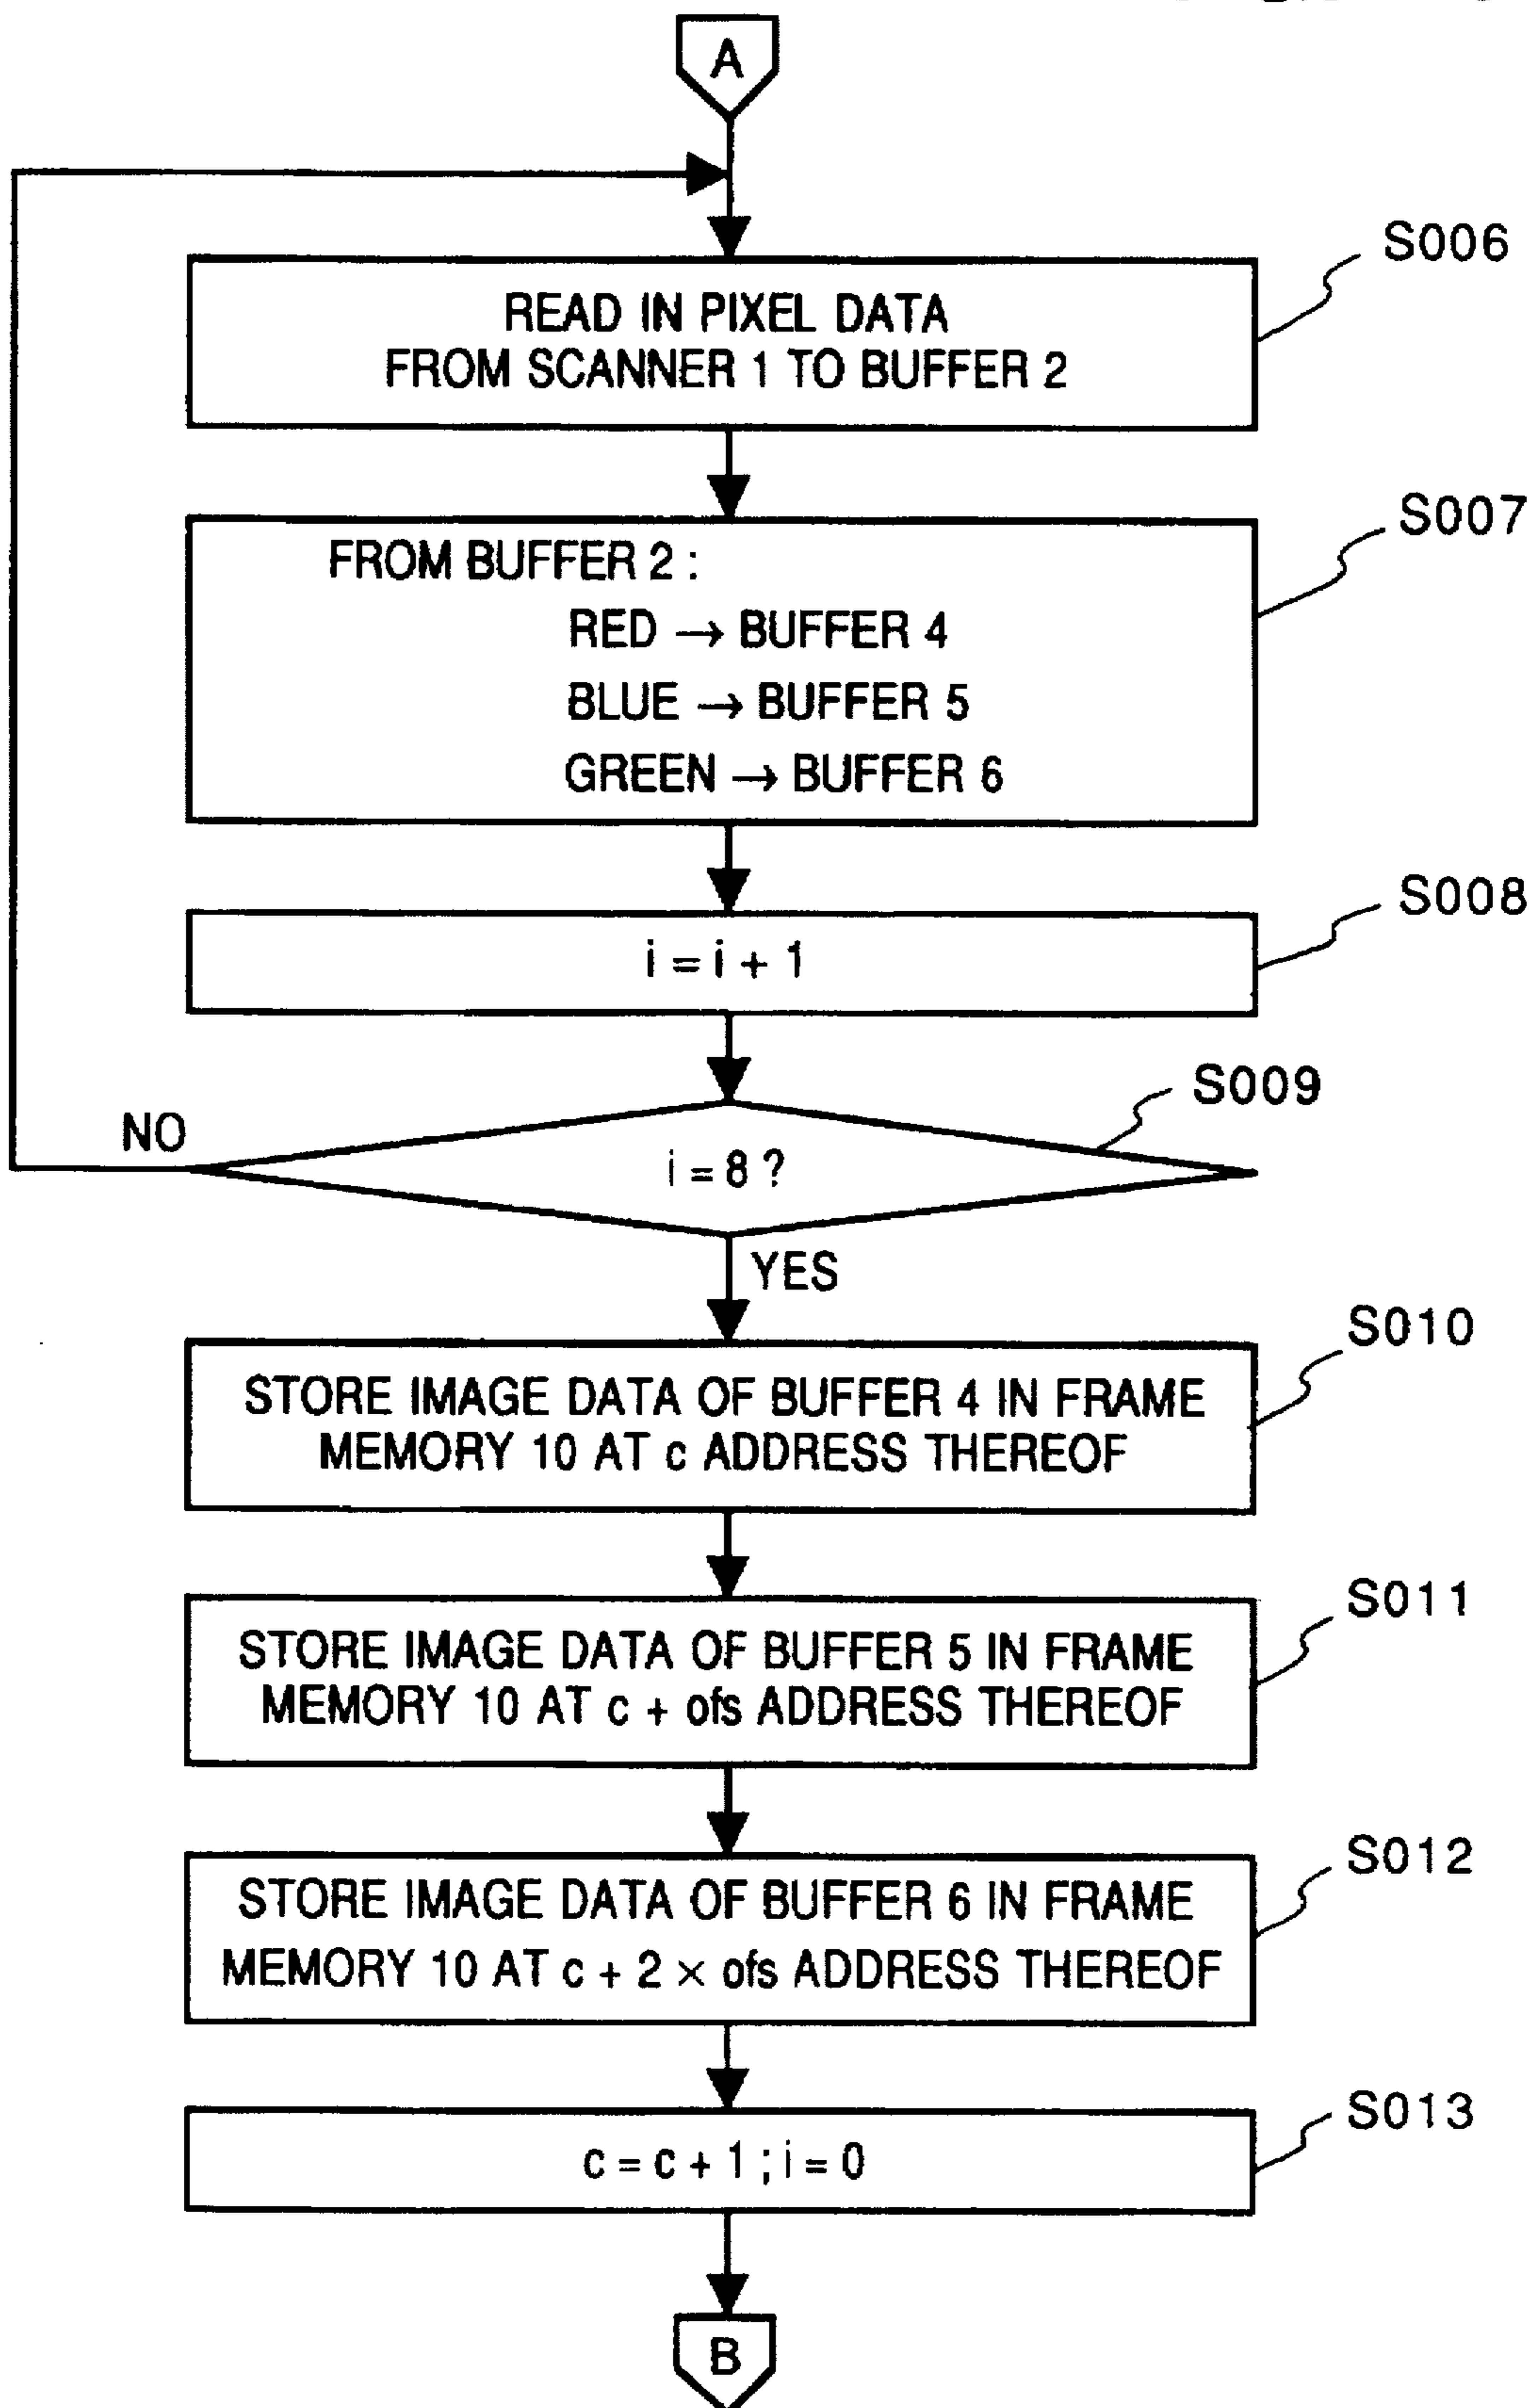 A
S006
READ IN PIXEL DATA
FROM SCANNER 1 TO BUFFER 2
S007
FROM BUFFER 2 :
RED → BUFFER 4
BLUE → BUFFER 5
GREEN → BUFFER 6
S008
i = i + 1
S009
NO
i = 8 ?
YES
S010
STORE IMAGE DATA OF BUFFER 4 IN FRAME
MEMORY 10 AT c ADDRESS THEREOF
S011
STORE IMAGE DATA OF BUFFER 5 IN FRAME
MEMORY 10 AT c + ofs ADDRESS THEREOF
S012
STORE IMAGE DATA OF BUFFER 6 IN FRAME
MEMORY 10 AT c + 2 × ofs ADDRESS THEREOF
S013
c = c + 1 ; i = 0
B